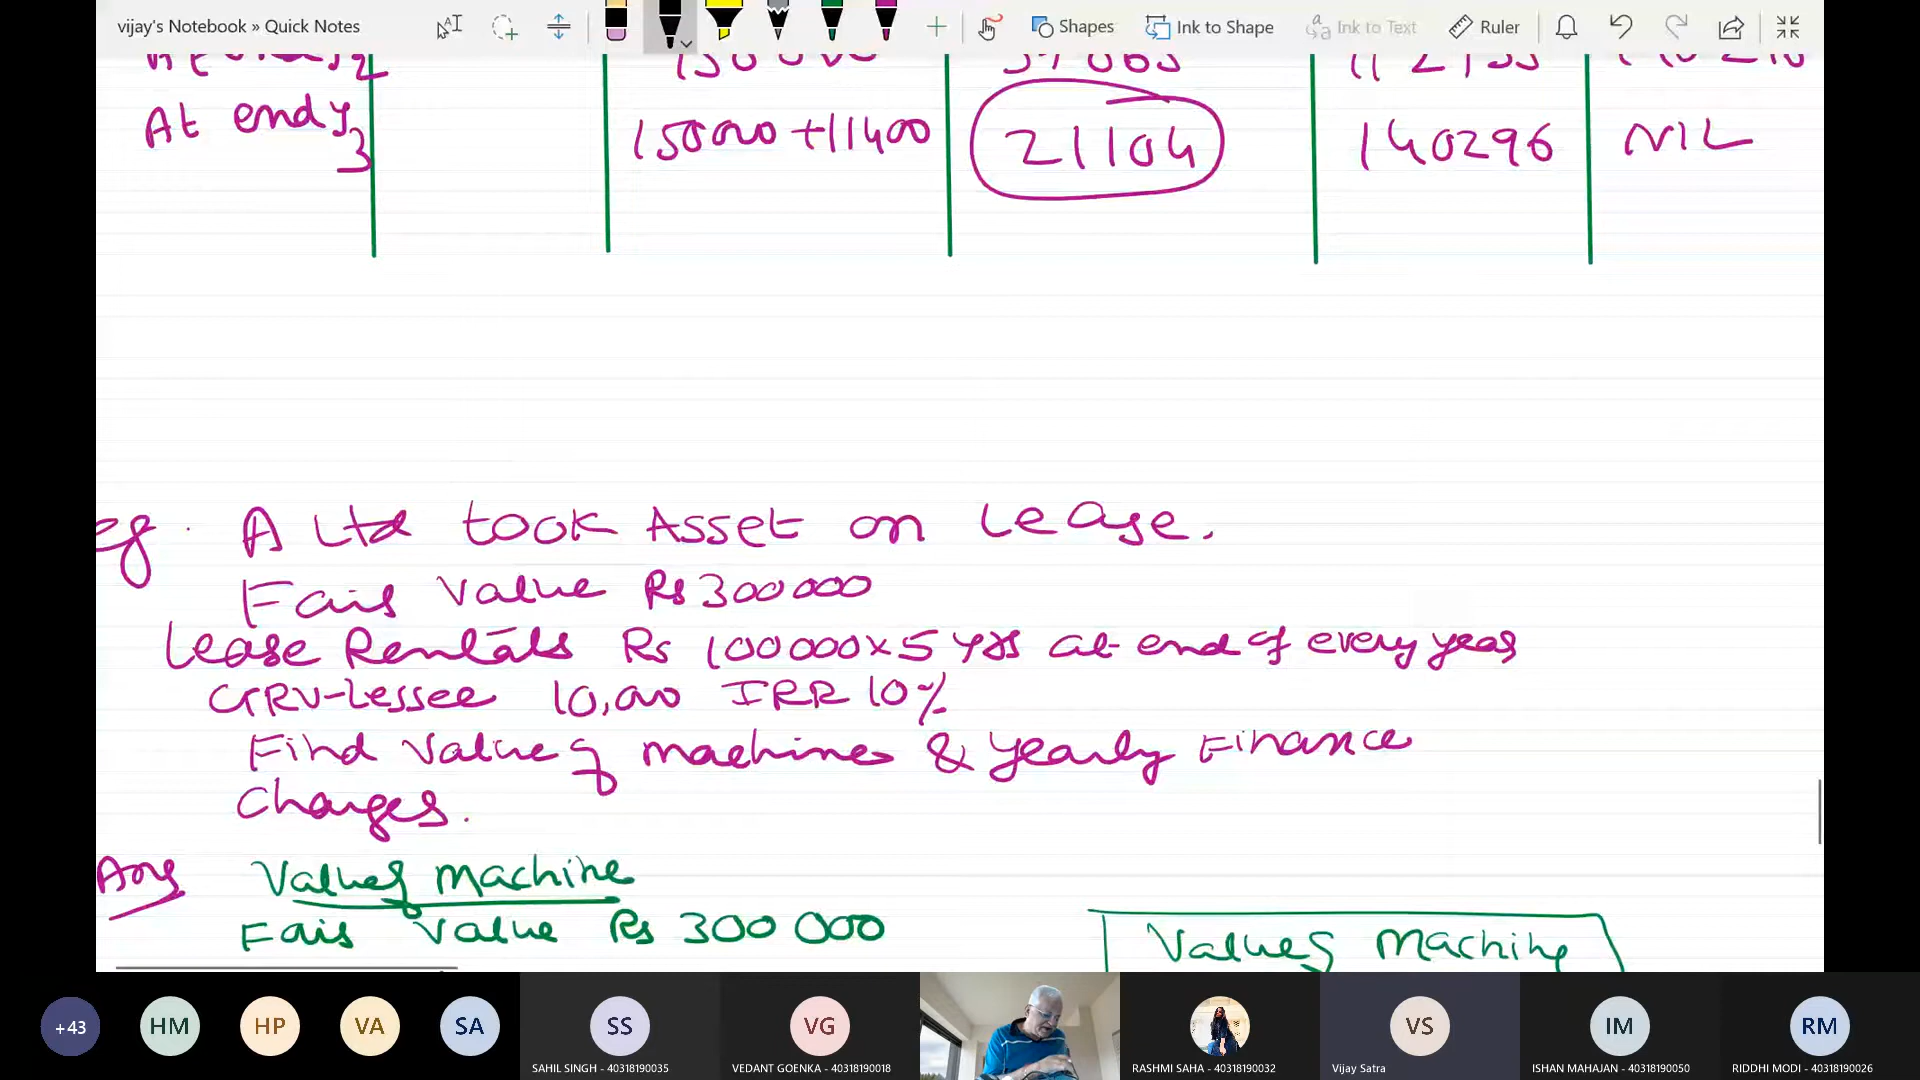 vijay's Notebook » Quick Notes
Shapes
Ink to Shape
Ink to Text
Ruler
2
At end y 3 150000 +11400 21104 140296 NIL
eg. A Ltd took Asset on Lease.
Fair Value Rs 300000
Lease Rentals Rs 100000 x 5 yrs at end of every year
GRV-Lessee 10,000 IRR 10%
Find Value of machines & yearly Finance
Charges.
Ans Value of machine
Fair Value Rs 300 000
Value of Machine
+43
HM
HP
VA
SA
SS
SAHIL SINGH - 40318190035
VG
VEDANT GOENKA - 40318190018
RASHMI SAHA - 40318190032
VS
Vijay Satra
IM
ISHAN MAHAJAN - 40318190050
RM
RIDDHI MODI - 40318190026